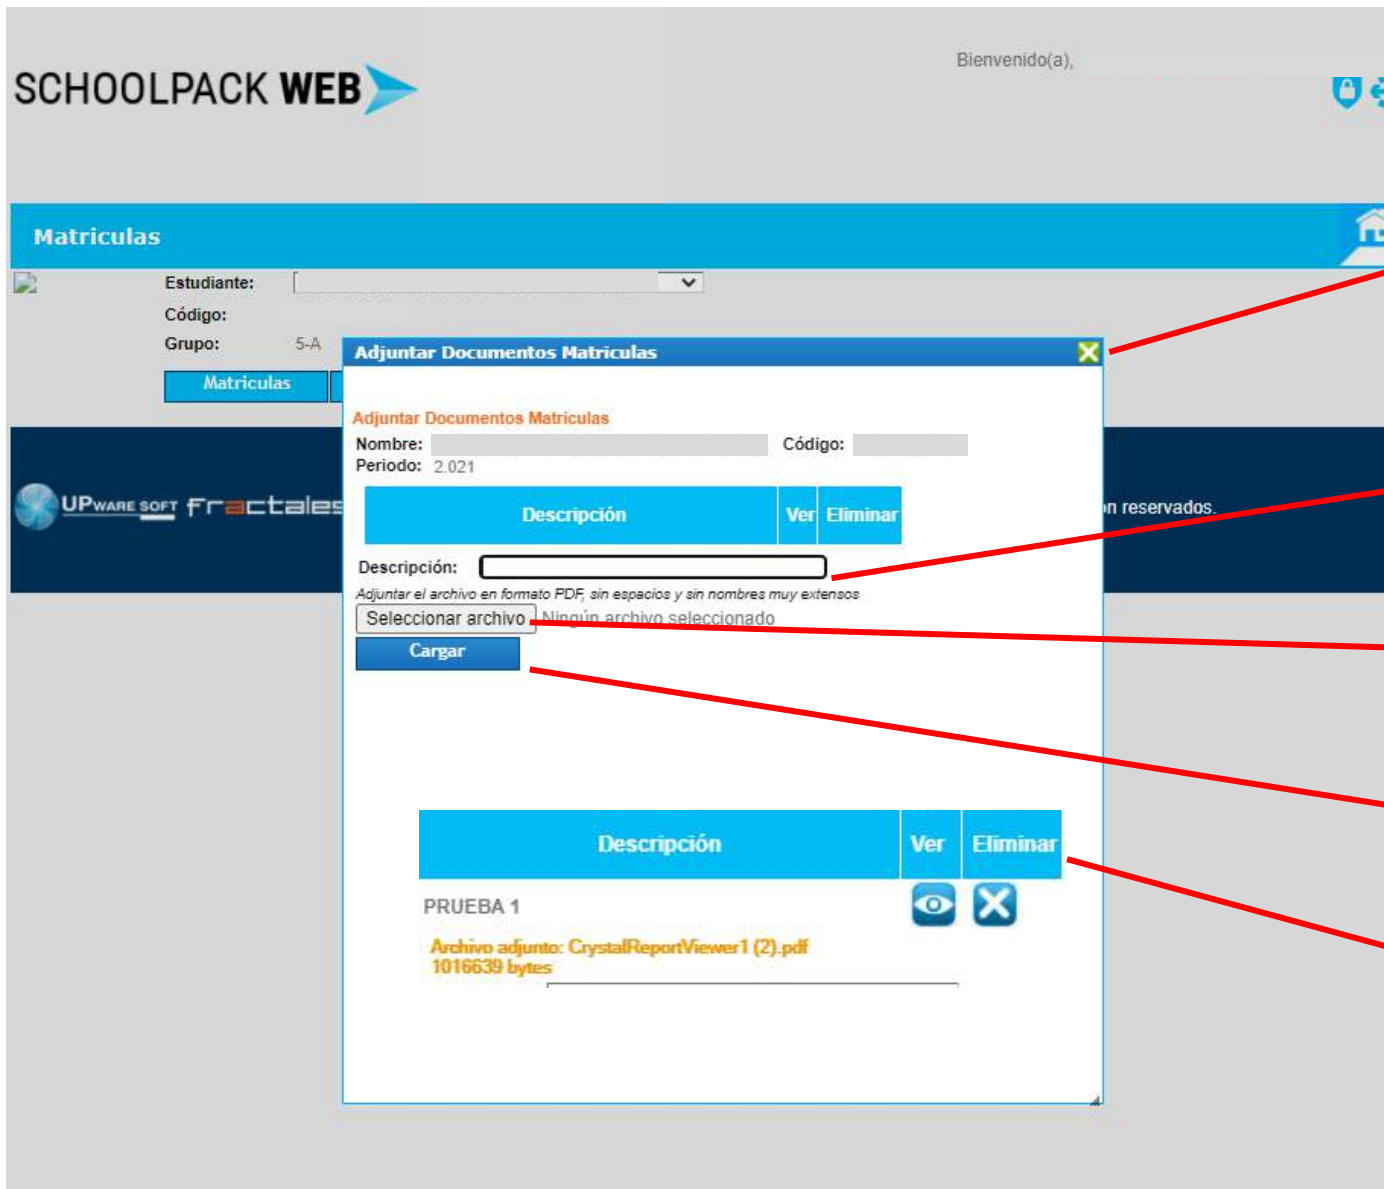 Bienvenido(a),
SCHOOLPACK WEB
Matriculas
Estudiante:
Código:
Grupo: 5-A
Matriculas
Adjuntar Documentos Matriculas
Adjuntar Documentos Matriculas
Nombre: Código:
Periodo: 2.021
Descripción Ver Eliminar
UPWARE SOFT Fractales
n reservados.
Descripción:
Adjuntar el archivo en formato PDF, sin espacios y sin nombres muy extensos
Seleccionar archivo Ningún archivo seleccionado
Cargar
Descripción Ver Eliminar
PRUEBA 1
Archivo adjunto: CrystalReportViewer1 (2).pdf
1016639 bytes